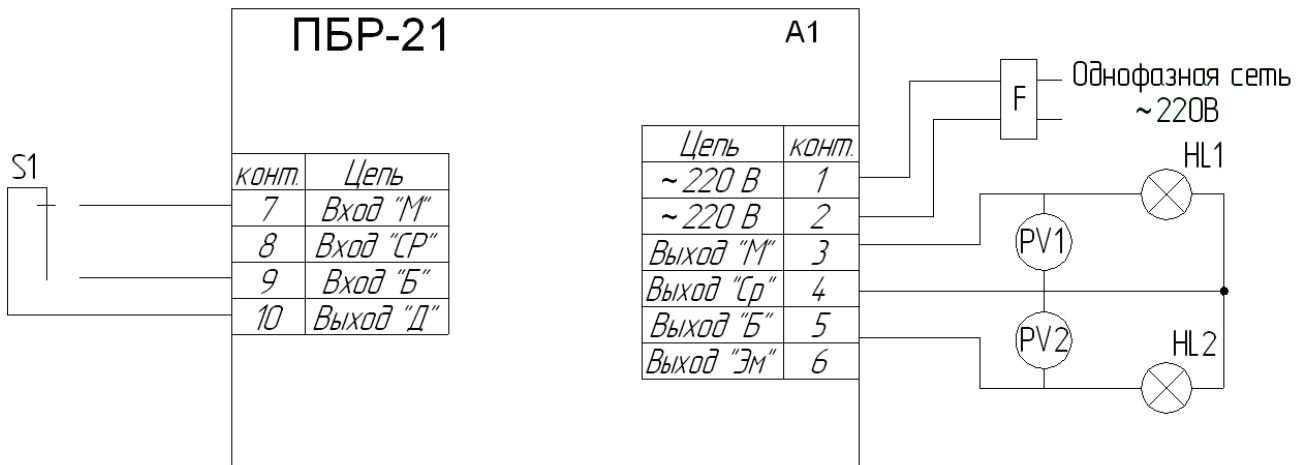 ПБР-21
A1
Однофазная сеть
~220В
F
S1
HL1
конт. Цепь
7 Вход "М"
8 Вход "СР"
9 Вход "Б"
10 Выход "Д"
Цепь конт.
~220 В 1
~220 В 2
Выход "М" 3
Выход "Ср" 4
Выход "Б" 5
Выход "Эм" 6
PV1
PV2
HL2